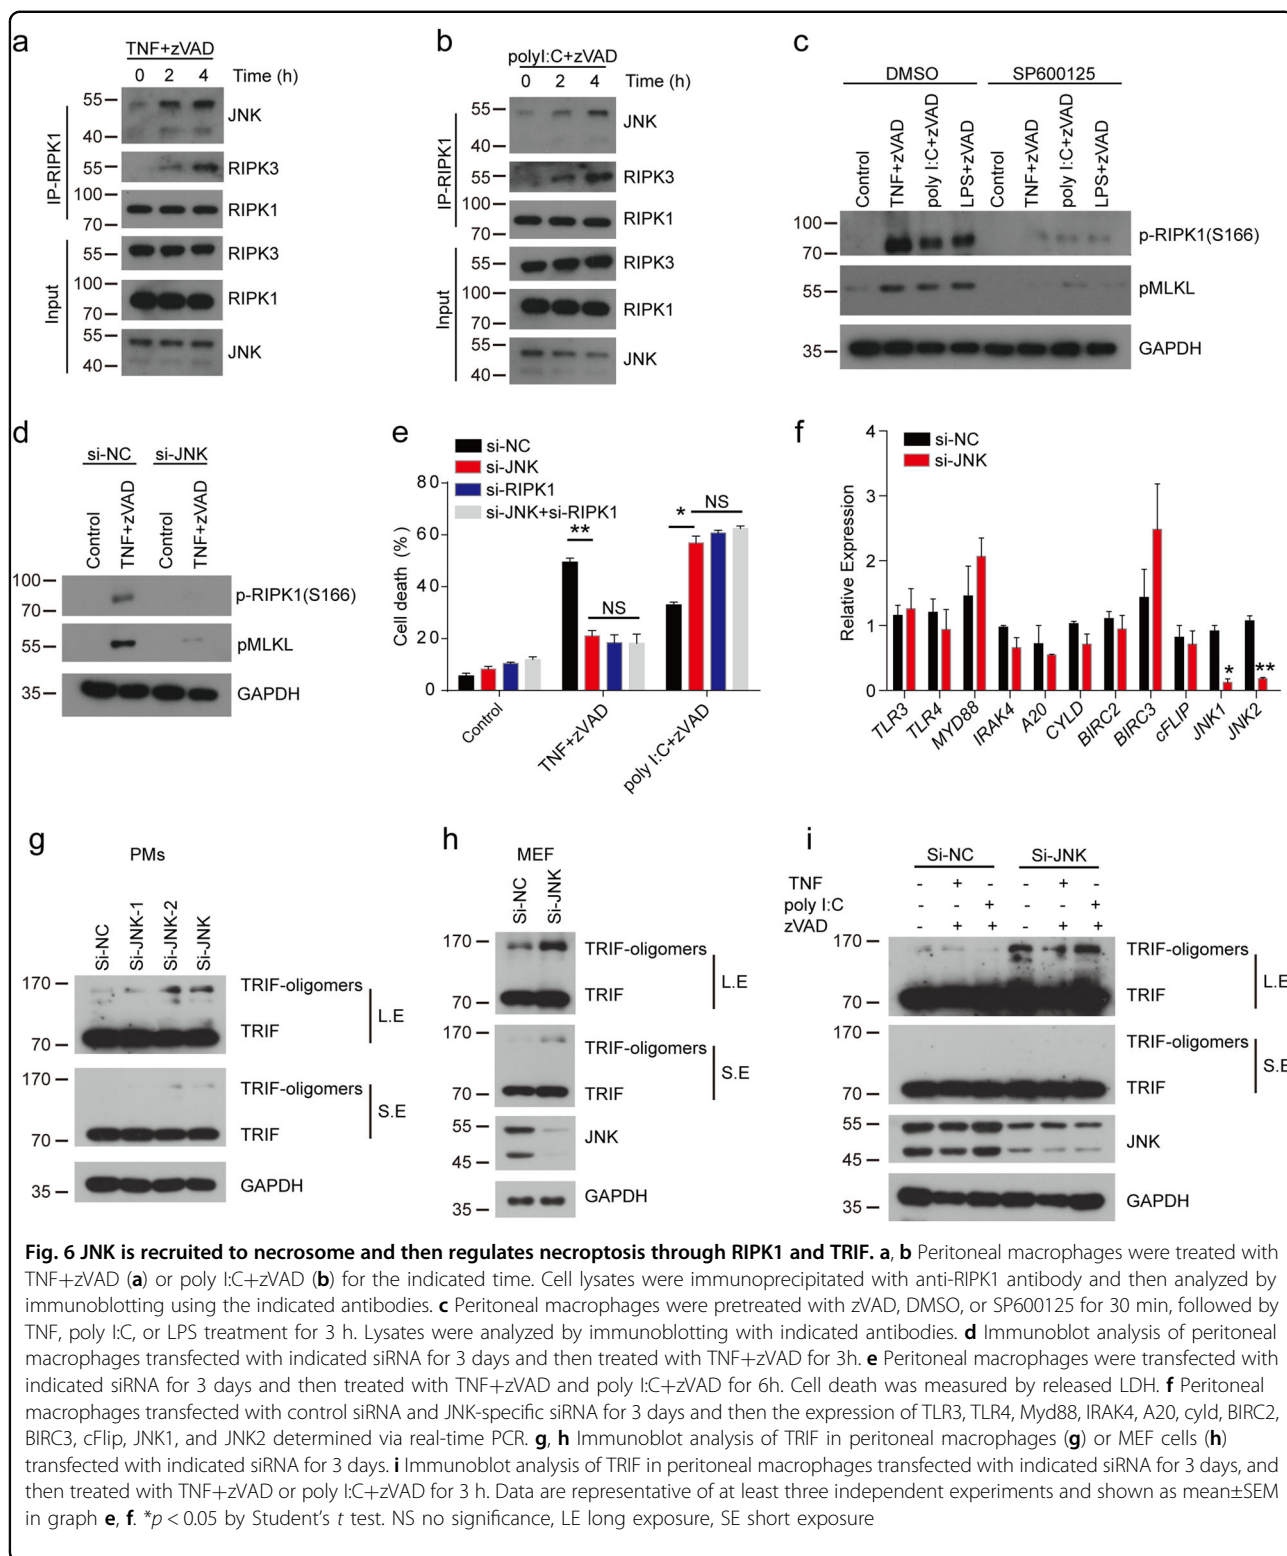 a
TNF+zVAD
0 2 4 Time (h)
IP-RIPK1
55
40
JNK
55
RIPK3
100
70
RIPK1
Input
55
RIPK3
100
70
RIPK1
55
40
JNK
b
polyI:C+zVAD
0 2 4 Time (h)
IP-RIPK1
55
40
JNK
55
RIPK3
100
70
RIPK1
Input
55
RIPK3
100
70
RIPK1
55
40
JNK
c
DMSO SP600125
Control TNF+zVAD poly I:C+zVAD LPS+zVAD Control TNF+zVAD poly I:C+zVAD LPS+zVAD
100
70
p-RIPK1(S166)
55
pMLKL
35
GAPDH
d
si-NC si-JNK
Control TNF+zVAD Control TNF+zVAD
100
70
p-RIPK1(S166)
55
pMLKL
35
GAPDH
e
si-NC
si-JNK
si-RIPK1
si-JNK+si-RIPK1
Cell death (%)
80
60
40
20
0
**
NS
*
NS
Control TNF+zVAD poly I:C+zVAD
f
si-NC
si-JNK
Relative Expression
4
3
2
1
0
*
**
TLR3 TLR4 MYD88 IRAK4 A20 CYLD BIRC2 BIRC3 cFLIP JNK1 JNK2
g
PMs
Si-NC Si-JNK-1 Si-JNK-2 Si-JNK
170
70
TRIF-oligomers
TRIF
L.E
170
70
TRIF-oligomers
TRIF
S.E
35
GAPDH
h
MEF
Si-NC Si-JNK
170
70
TRIF-oligomers
TRIF
L.E
170
70
TRIF-oligomers
TRIF
S.E
55
45
JNK
35
GAPDH
i
Si-NC Si-JNK
TNF - + - - + -
poly I:C - - + - - +
zVAD - + + - + +
170
70
TRIF-oligomers
TRIF
L.E
170
70
TRIF-oligomers
TRIF
S.E
55
45
JNK
35
GAPDH
Fig. 6 JNK is recruited to necrosome and then regulates necroptosis through RIPK1 and TRIF. a, b Peritoneal macrophages were treated with
TNF+zVAD (a) or poly I:C+zVAD (b) for the indicated time. Cell lysates were immunoprecipitated with anti-RIPK1 antibody and then analyzed by
immunoblotting using the indicated antibodies. c Peritoneal macrophages were pretreated with zVAD, DMSO, or SP600125 for 30 min, followed by
TNF, poly I:C, or LPS treatment for 3 h. Lysates were analyzed by immunoblotting with indicated antibodies. d Immunoblot analysis of peritoneal
macrophages transfected with indicated siRNA for 3 days and then treated with TNF+zVAD for 3h. e Peritoneal macrophages were transfected with
indicated siRNA for 3 days and then treated with TNF+zVAD and poly I:C+zVAD for 6h. Cell death was measured by released LDH. f Peritoneal
macrophages transfected with control siRNA and JNK-specific siRNA for 3 days and then the expression of TLR3, TLR4, Myd88, IRAK4, A20, cyld, BIRC2,
BIRC3, cFlip, JNK1, and JNK2 determined via real-time PCR. g, h Immunoblot analysis of TRIF in peritoneal macrophages (g) or MEF cells (h)
transfected with indicated siRNA for 3 days. i Immunoblot analysis of TRIF in peritoneal macrophages transfected with indicated siRNA for 3 days, and
then treated with TNF+zVAD or poly I:C+zVAD for 3 h. Data are representative of at least three independent experiments and shown as mean±SEM
in graph e, f. *p < 0.05 by Student's t test. NS no significance, LE long exposure, SE short exposure